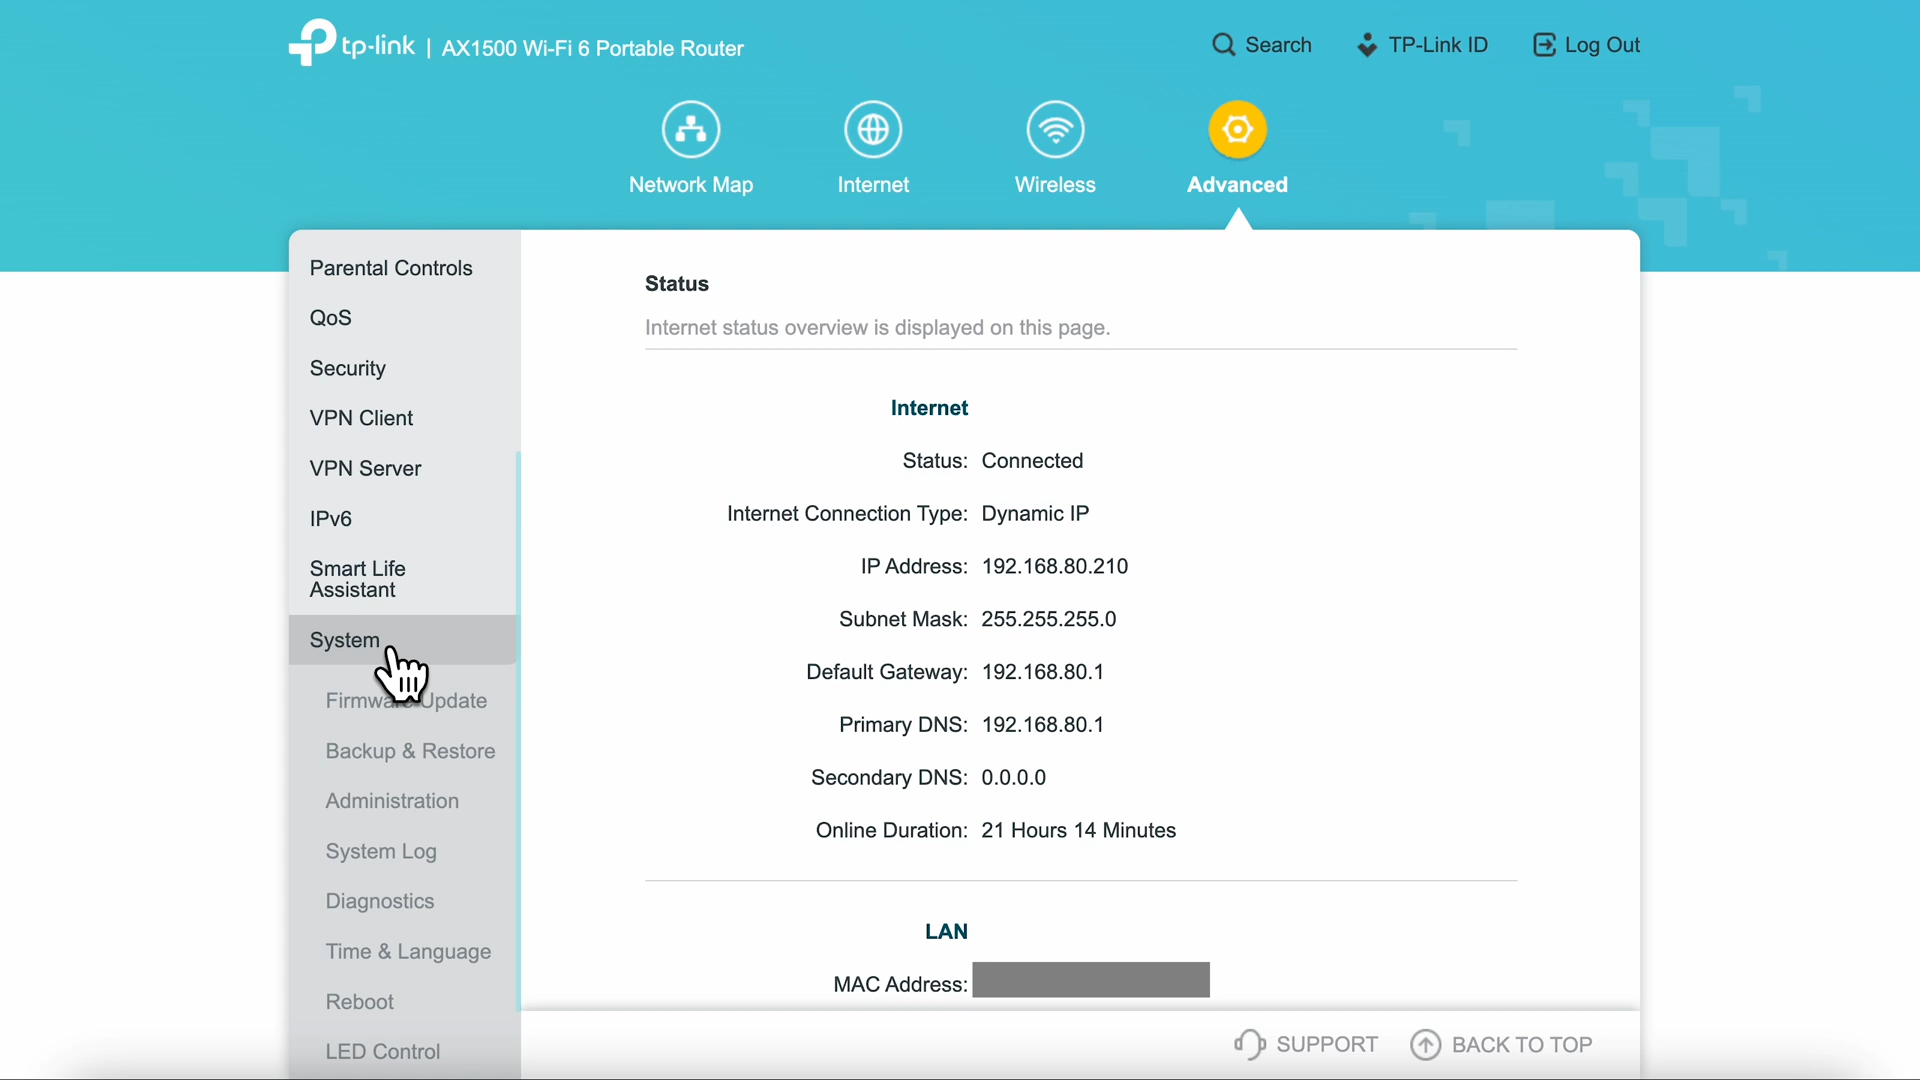 tp-link | AX1500 Wi-Fi 6 Portable Router
Search
TP-Link ID
Log Out
Network Map
Internet
Wireless
Advanced
Parental Controls
QoS
Security
VPN Client
VPN Server
IPv6
Smart Life
Assistant
System
Firmware Update
Backup & Restore
Administration
System Log
Diagnostics
Time & Language
Reboot
LED Control
Status
Internet status overview is displayed on this page.
Internet
Status: Connected
Internet Connection Type: Dynamic IP
IP Address: 192.168.80.210
Subnet Mask: 255.255.255.0
Default Gateway: 192.168.80.1
Primary DNS: 192.168.80.1
Secondary DNS: 0.0.0.0
Online Duration: 21 Hours 14 Minutes
LAN
MAC Address:
SUPPORT
BACK TO TOP